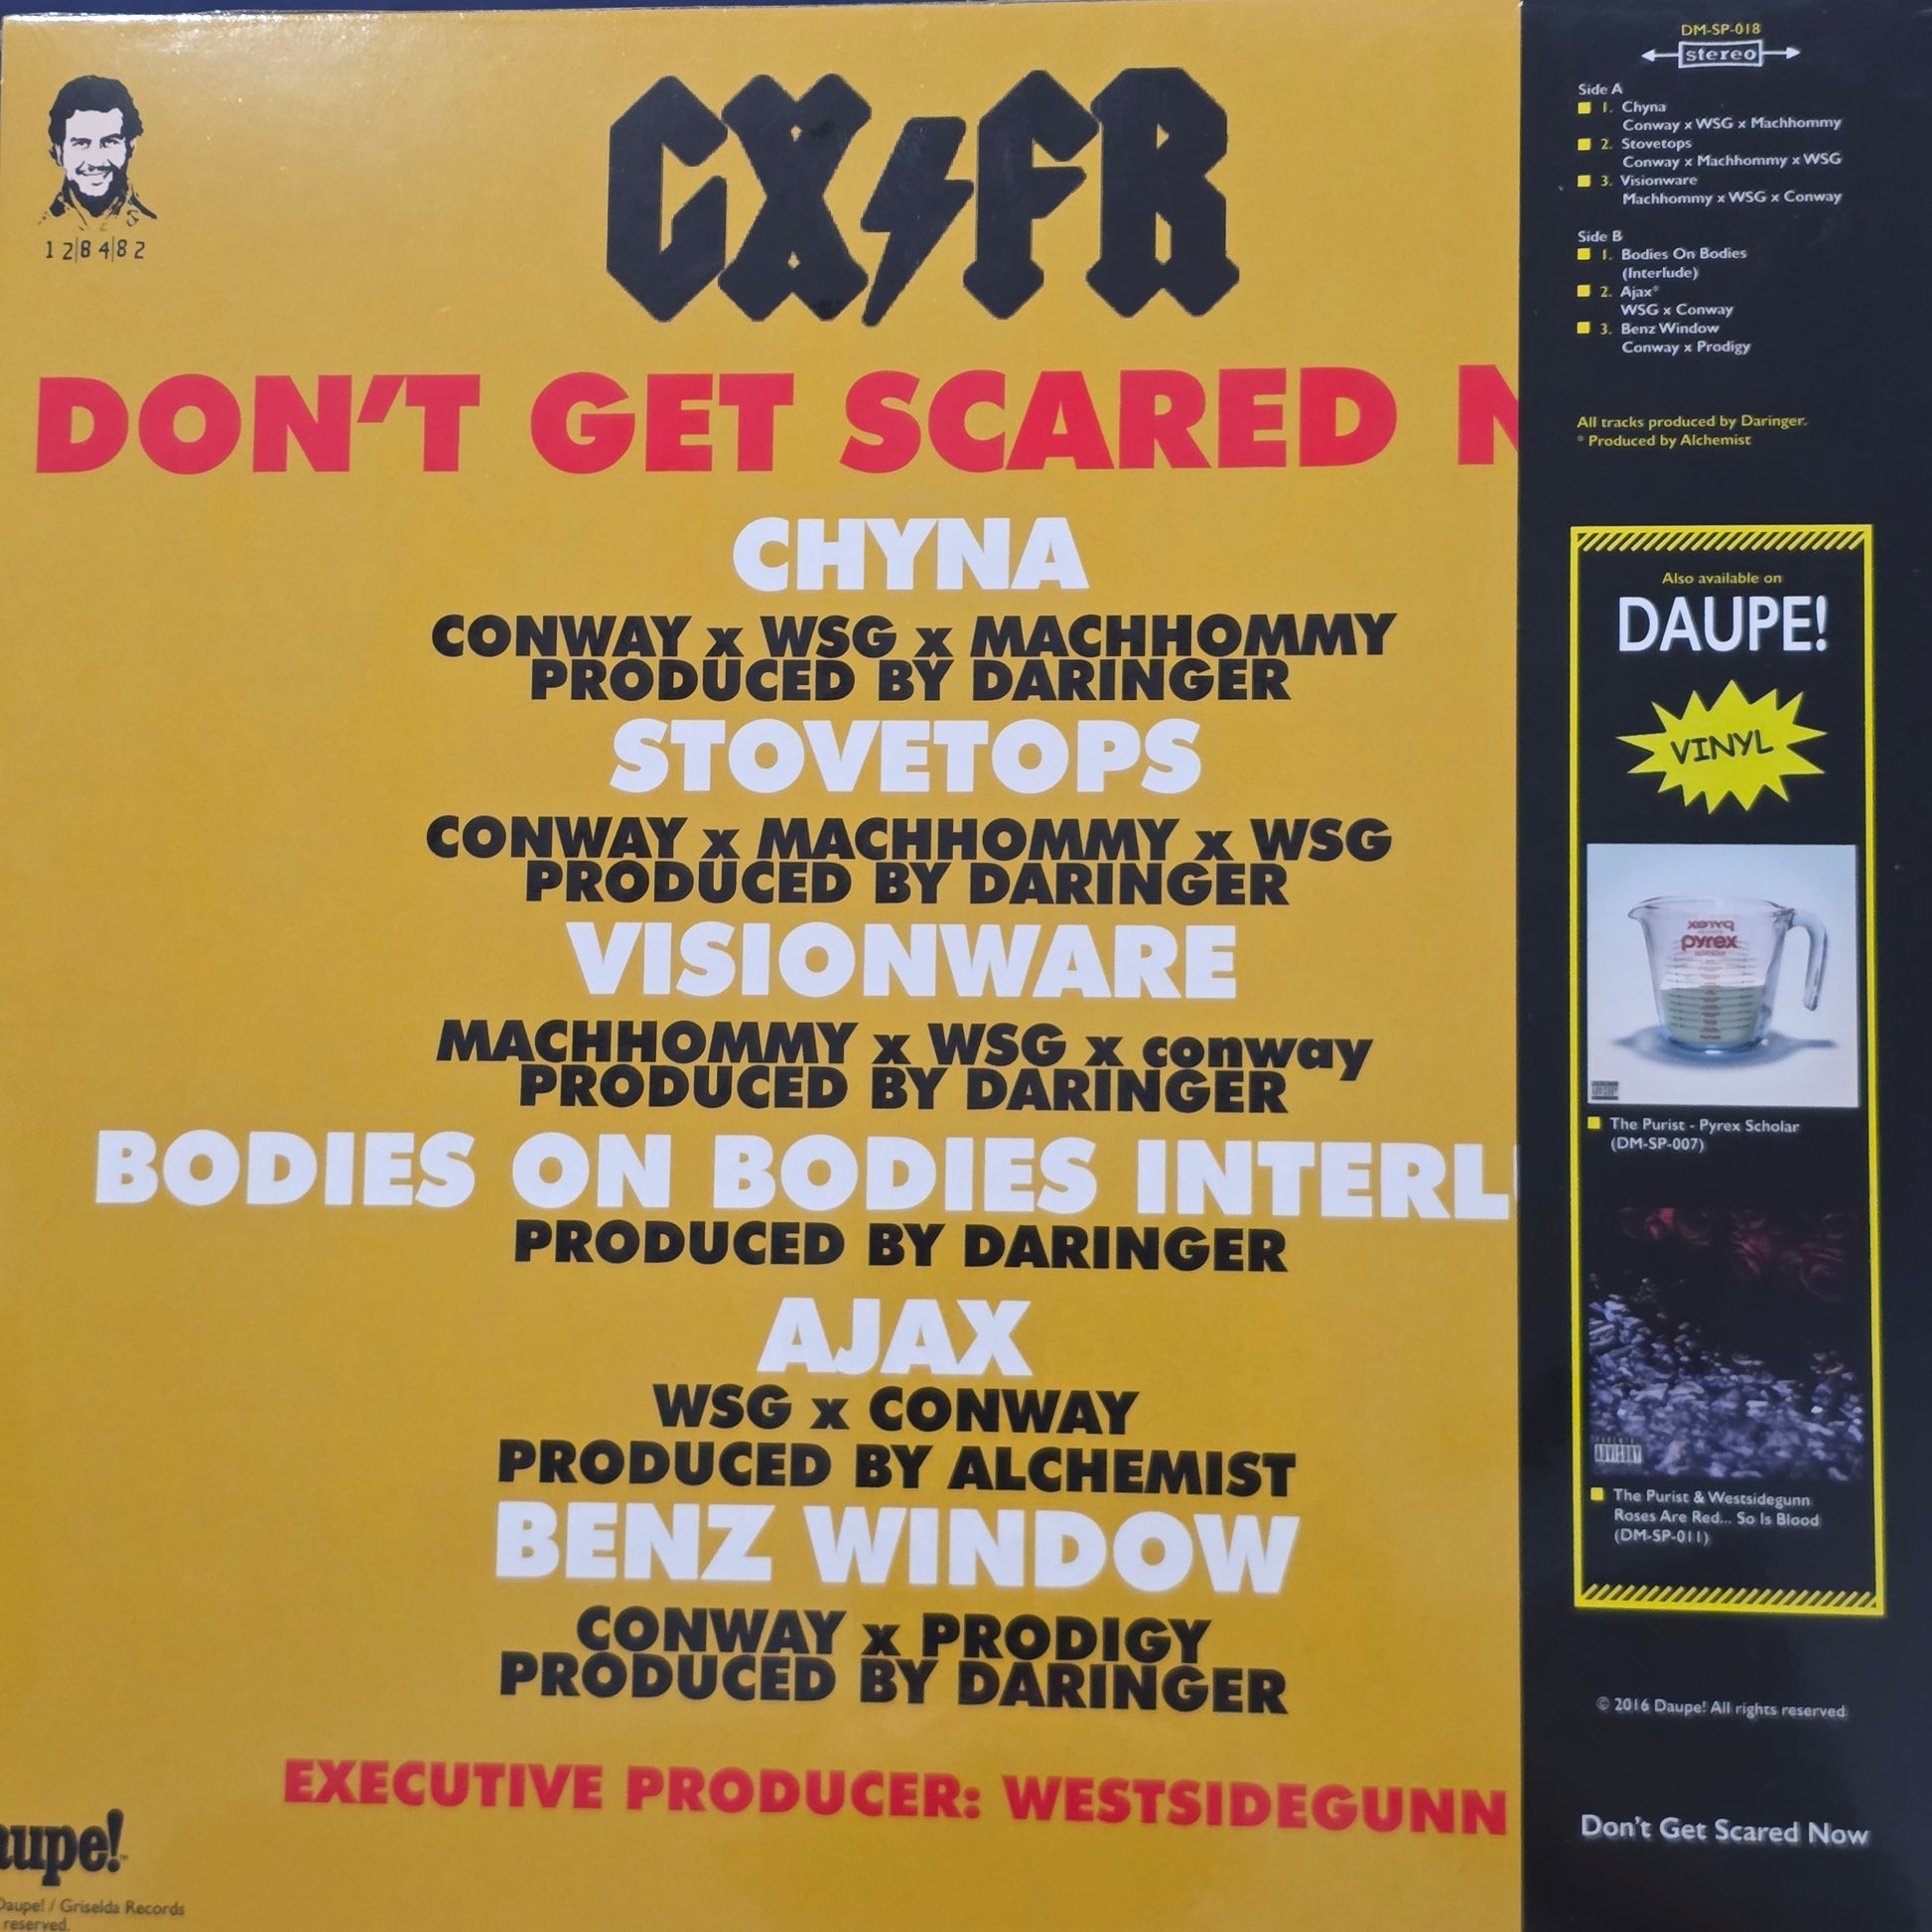 128482
GX FR
DON'T GET SCARED N
CHYNA
CONWAY x WSG x MACHHOMMY
PRODUCED BY DARINGER
STOVETOPS
CONWAY x MACHHOMMY x WSG
PRODUCED BY DARINGER
VISIONWARE
MACHHOMMY x WSG x conway
PRODUCED BY DARINGER
BODIES ON BODIES INTERLU
PRODUCED BY DARINGER
AJAX
WSG x CONWAY
PRODUCED BY ALCHEMIST
BENZ WINDOW
CONWAY x PRODIGY
PRODUCED BY DARINGER
EXECUTIVE PRODUCER: WESTSIDEGUNN
aupe!
Daupe! / Griselda Records
reserved.
DM-SP-018
stereo
Side A
1. Chyna
Conway x WSG x Machhommy
2. Stovetops
Conway x Machhommy x WSG
3. Visionware
Machhommy x WSG x Conway
Side B
1. Bodies On Bodies
(Interlude)
2. Ajax*
WSG x Conway
3. Benz Window
Conway x Prodigy
All tracks produced by Daringer.
* Produced by Alchemist
Also available on
DAUPE!
VINYL
pyrex
pyrex
ADVISORY
The Purist - Pyrex Scholar
(DM-SP-007)
ADVISORY
The Purist & Westsidegunn
Roses Are Red... So Is Blood
(DM-SP-011)
© 2016 Daupe! All rights reserved
Don't Get Scared Now